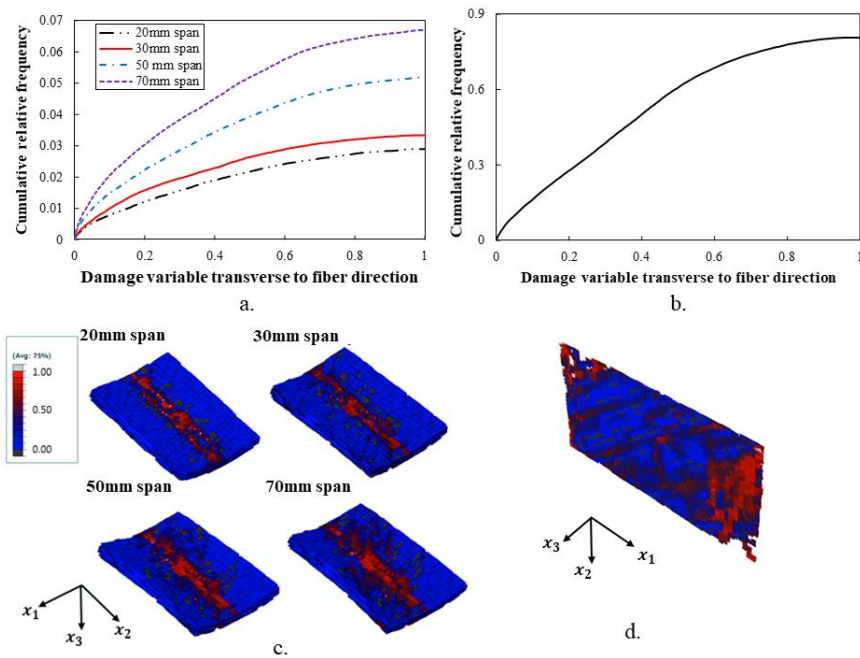 0.07
0.06
0.05
0.04
0.03
0.02
0.01
0
Cumulative relative frequency
20mm span
30mm span
50 mm span
70mm span
0 0.2 0.4 0.6 0.8 1
Damage variable transverse to fiber direction
a.
0.9
0.6
0.3
0
Cumulative relative frequency
0 0.2 0.4 0.6 0.8 1
Damage variable transverse to fiber direction
b.
(Avg: 75%)
1.00
0.50
0.00
20mm span
30mm span
50mm span
70mm span
x₁
x₃
x₂
c.
x₃
x₂
x₁
d.